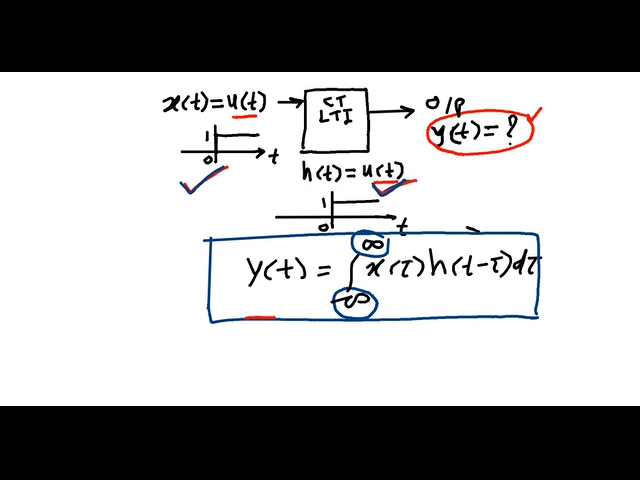 x(t)=u(t)
CT
LTI
O/P
y(t)=?
1
0
t
h(t)=u(t)
1
0
t
y(t) = ∫_{-∞}^{∞} x(τ)h(t-τ)dτ